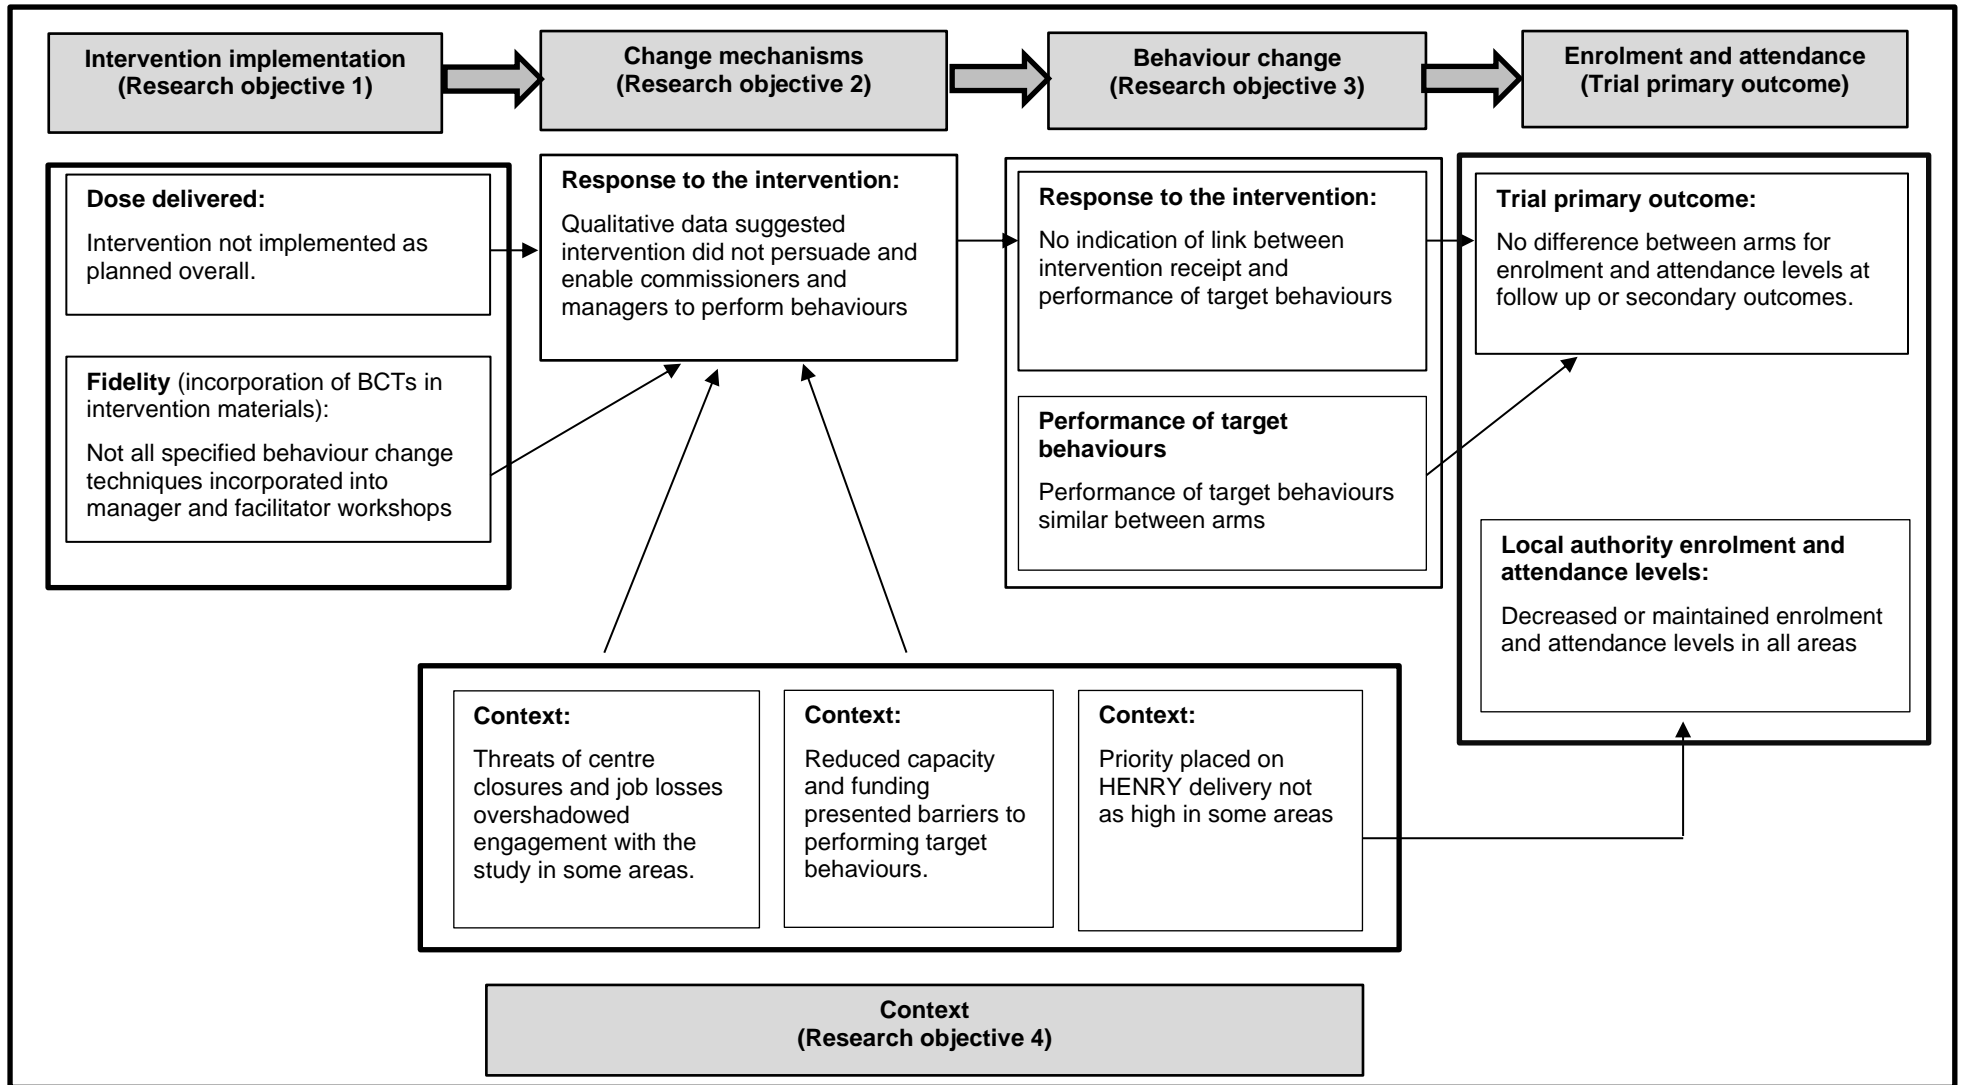 Intervention implementation
(Research objective 1)
Change mechanisms
(Research objective 2)
Behaviour change
(Research objective 3)
Enrolment and attendance
(Trial primary outcome)
Dose delivered:
Intervention not implemented as
planned overall.
Fidelity (incorporation of BCTs in
intervention materials):
Not all specified behaviour change
techniques incorporated into
manager and facilitator workshops
Response to the intervention:
Qualitative data suggested
intervention did not persuade and
enable commissioners and
managers to perform behaviours
Response to the intervention:
No indication of link between
intervention receipt and
performance of target behaviours
Performance of target
behaviours
Performance of target behaviours
similar between arms
Trial primary outcome:
No difference between arms for
enrolment and attendance levels at
follow up or secondary outcomes.
Local authority enrolment and
attendance levels:
Decreased or maintained enrolment
and attendance levels in all areas
Context:
Threats of centre
closures and job losses
overshadowed
engagement with the
study in some areas.
Context:
Reduced capacity
and funding
presented barriers to
performing target
behaviours.
Context:
Priority placed on
HENRY delivery not
as high in some areas
Context
(Research objective 4)